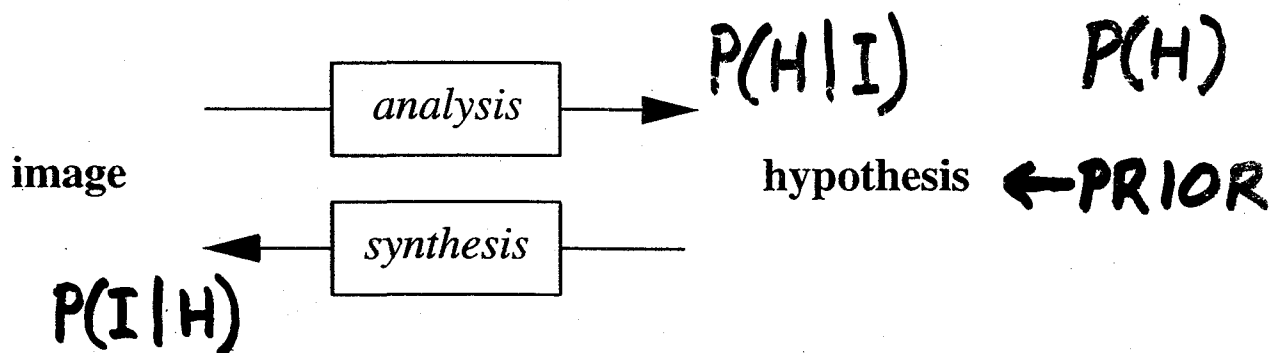 P(H|I) P(H)
analysis
image hypothesis ← PRIOR
synthesis
P(I|H)